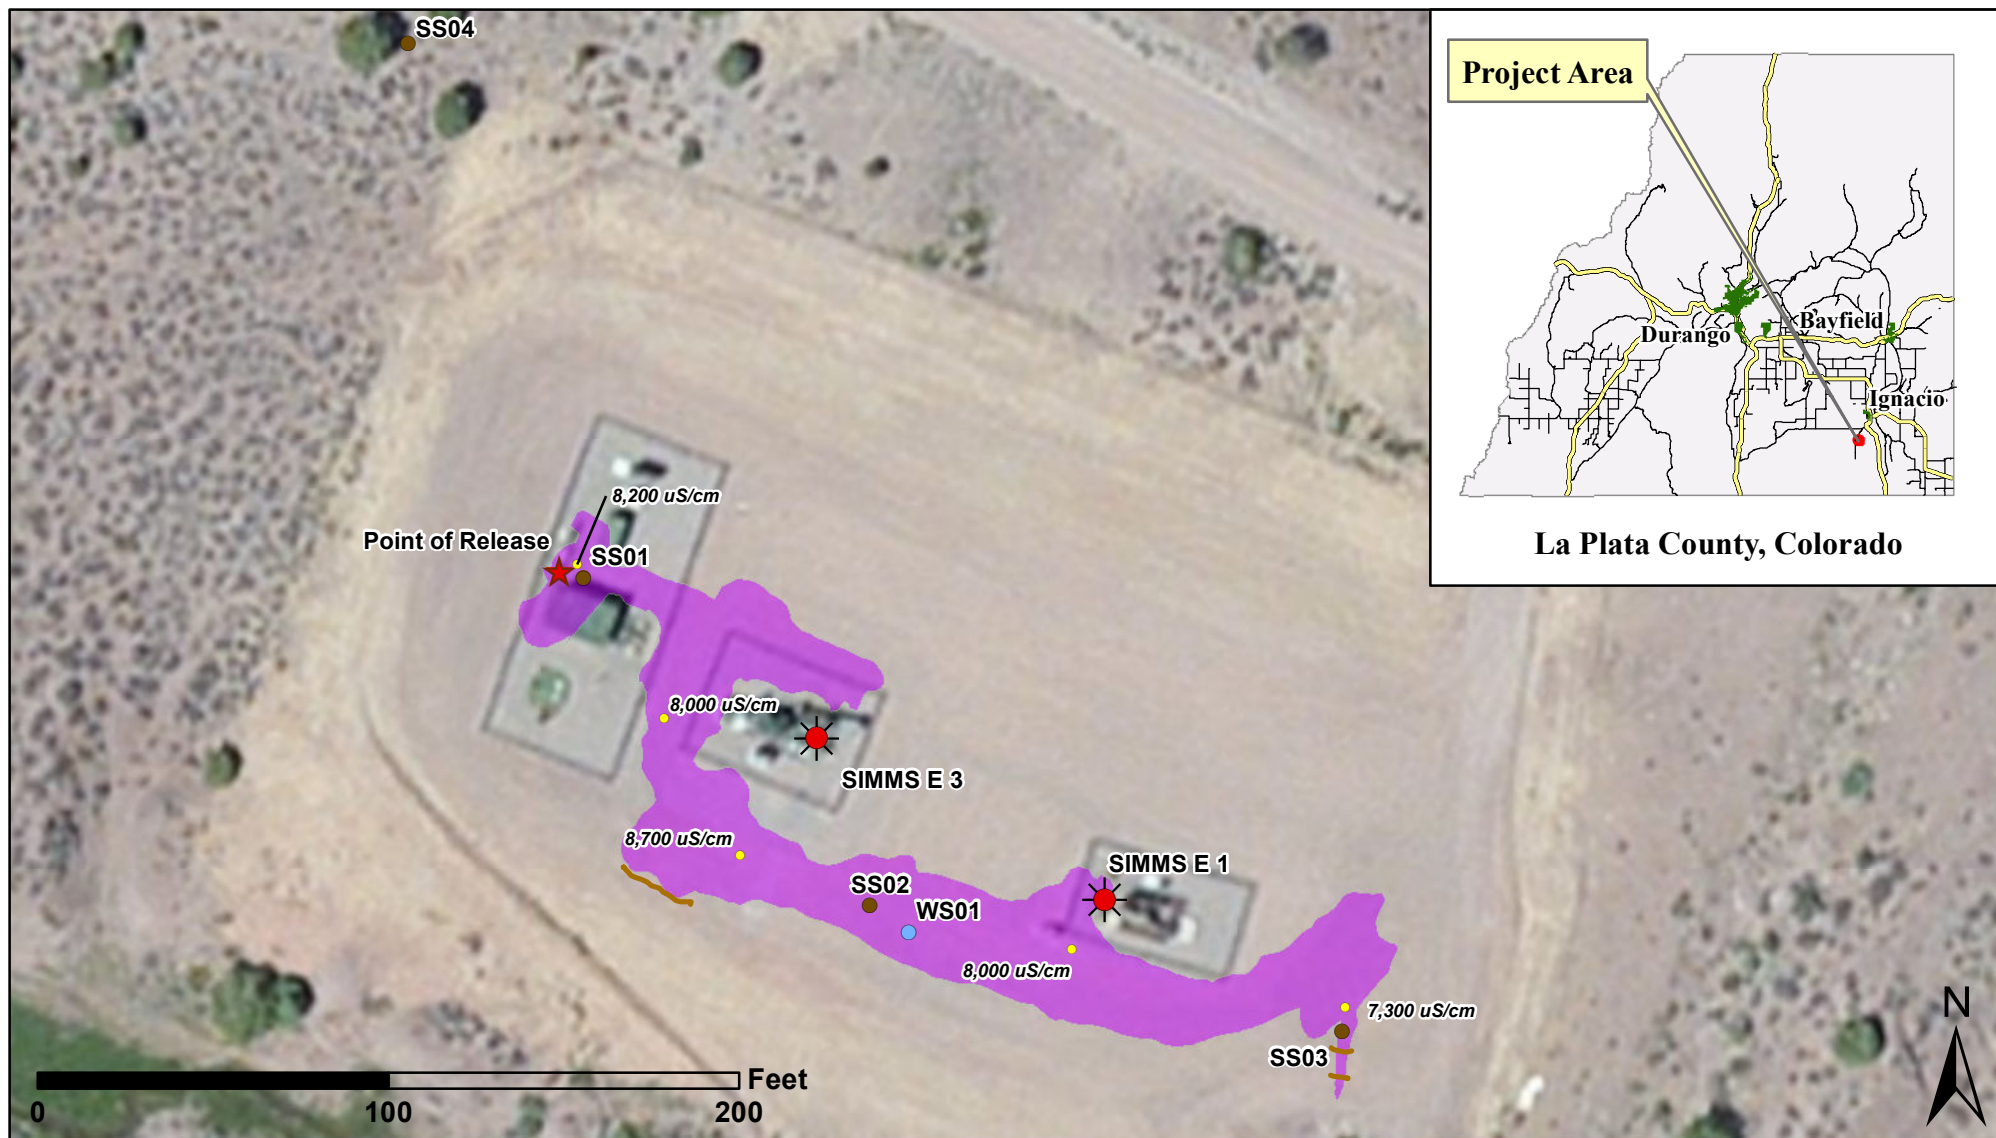 SS04
Project Area
Durango
Bayfield
Ignacio
La Plata County, Colorado
8,200 uS/cm
Point of Release
SS01
8,000 uS/cm
SIMMS E 3
8,700 uS/cm
SIMMS E 1
SS02
WS01
8,000 uS/cm
7,300 uS/cm
SS03
N
Feet
0 100 200